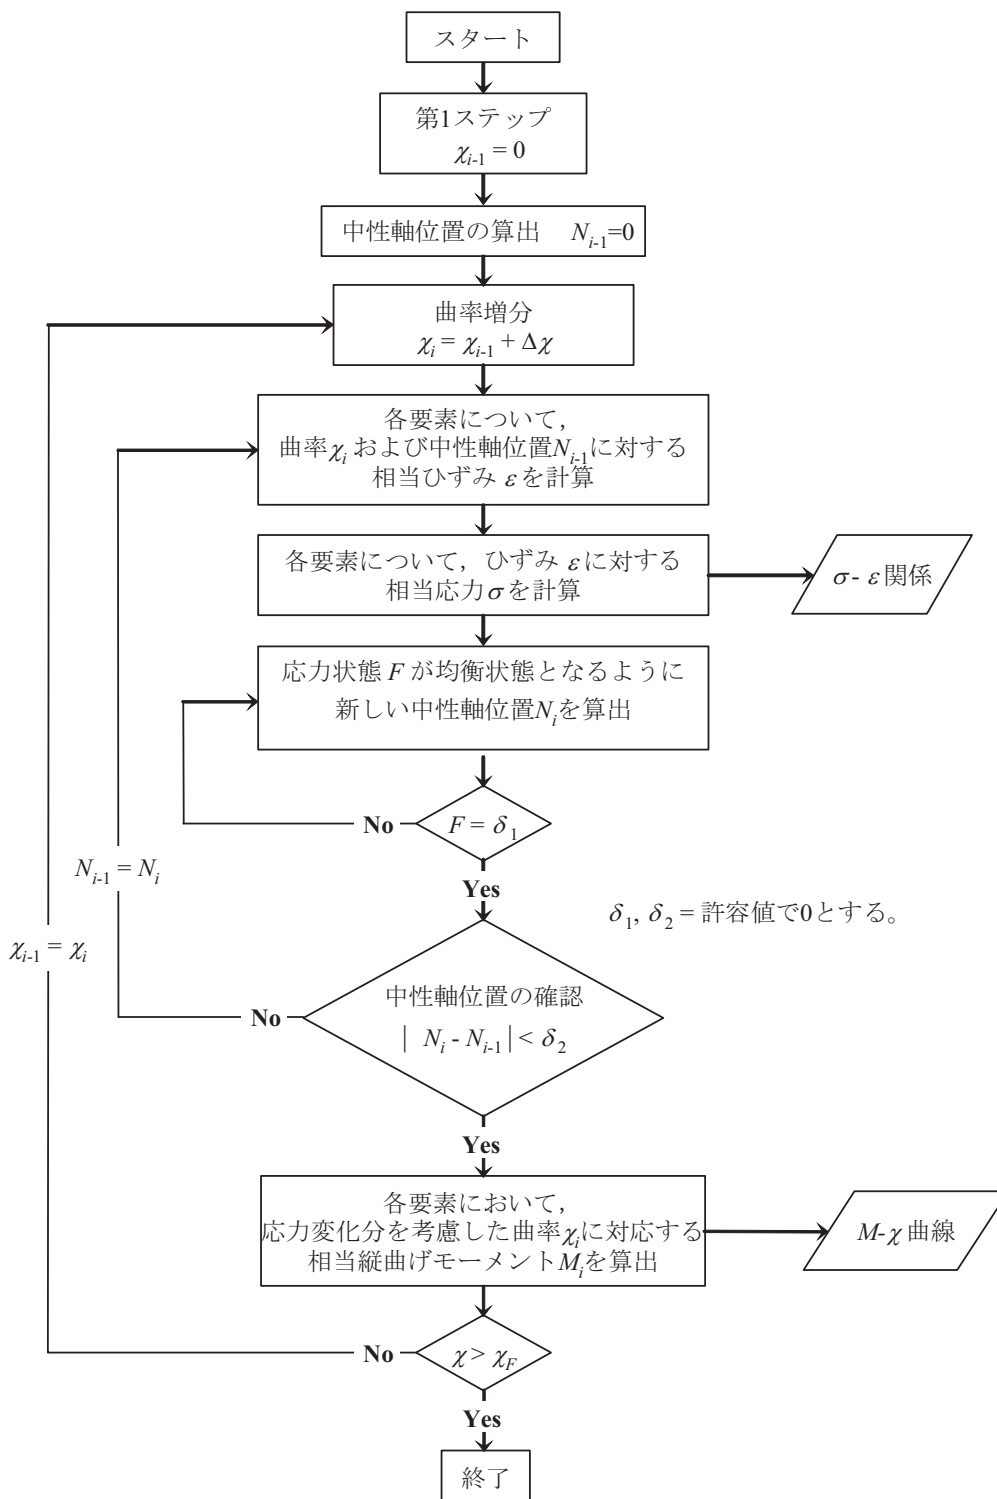 スタート
第1ステップ
χi-1 = 0
中性軸位置の算出 Ni-1=0
曲率増分
χi = χi-1 + Δχ
各要素について,
曲率χi および中性軸位置Ni-1に対する
相当ひずみ εを計算
各要素について, ひずみ εに対する
相当応力σを計算
σ- ε関係
応力状態 F が均衡状態となるように
新しい中性軸位置Niを算出
No
F = δ1
Yes
Ni-1 = Ni
δ1, δ2 = 許容値で0とする。
χi-1 = χi
中性軸位置の確認
| Ni - Ni-1| < δ2
No
Yes
各要素において,
応力変化分を考慮した曲率χiに対応する
相当縦曲げモーメントMiを算出
M-χ 曲線
No
χ> χF
Yes
終了